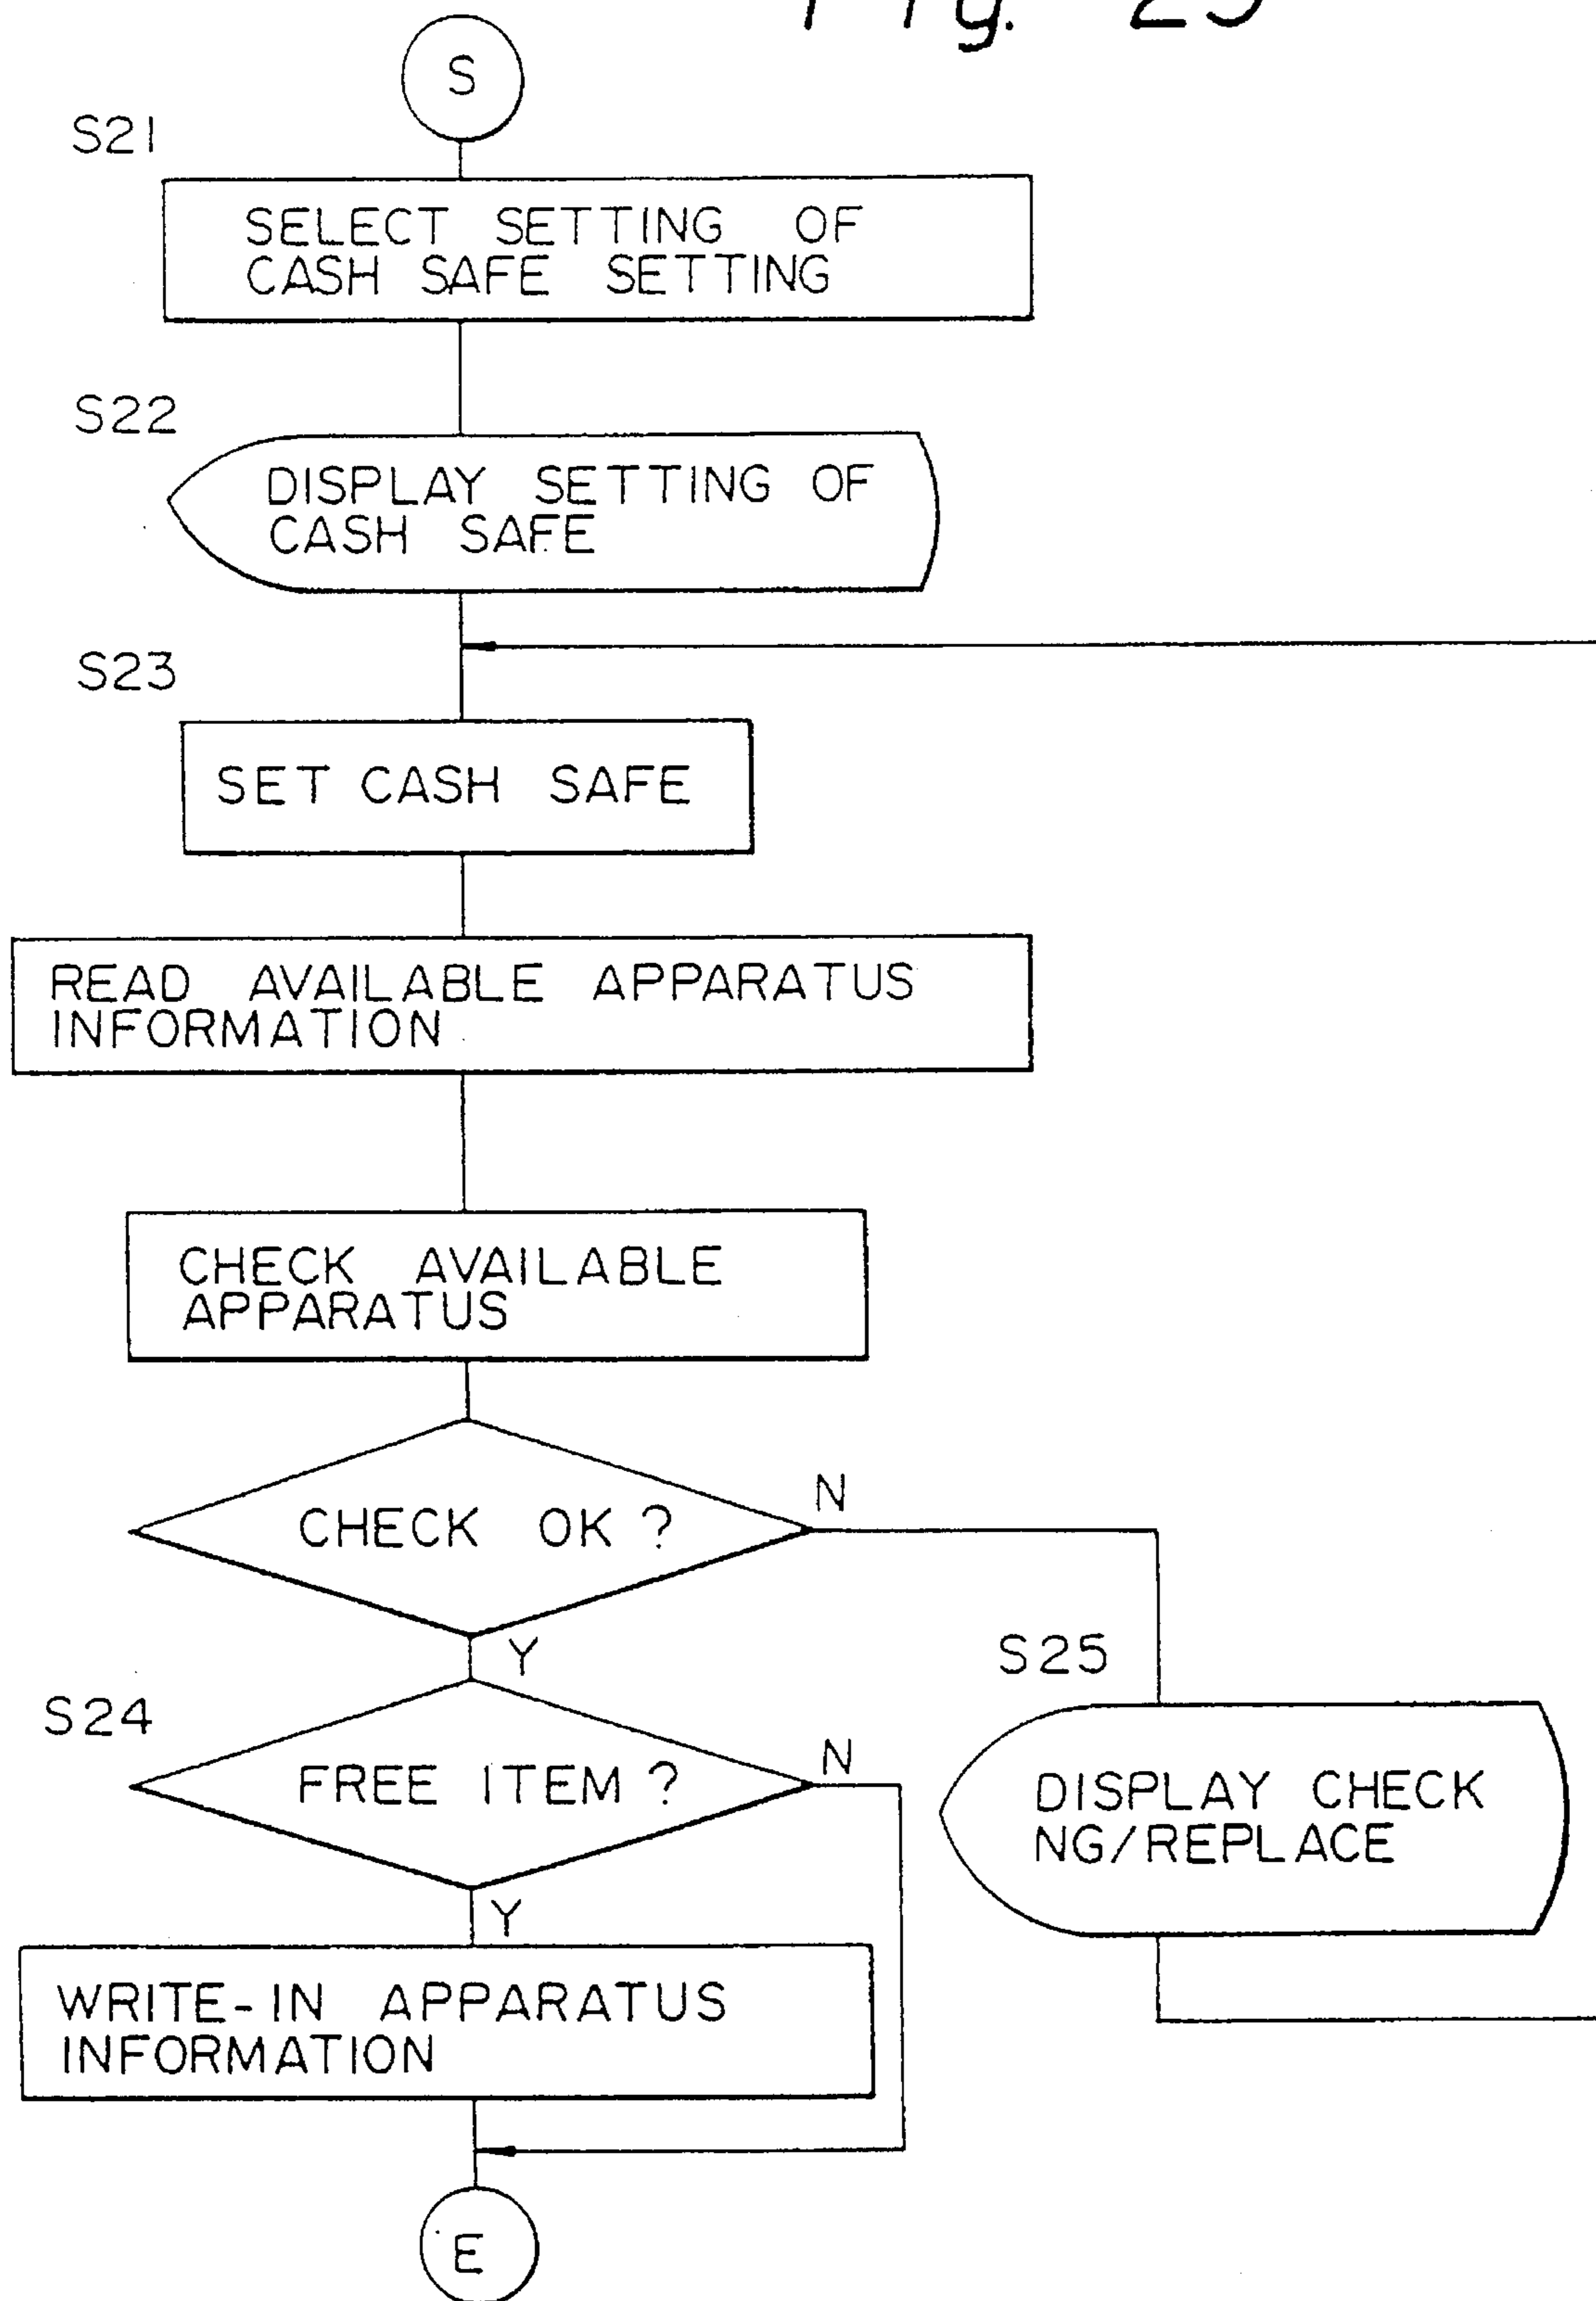 Fig. 25
S
S21
SELECT SETTING OF
CASH SAFE SETTING
S22
DISPLAY SETTING OF
CASH SAFE
S23
SET CASH SAFE
READ AVAILABLE APPARATUS
INFORMATION
CHECK AVAILABLE
APPARATUS
CHECK OK ?
N
Y
S25
S24
FREE ITEM ?
N
DISPLAY CHECK
NG/REPLACE
Y
WRITE-IN APPARATUS
INFORMATION
E